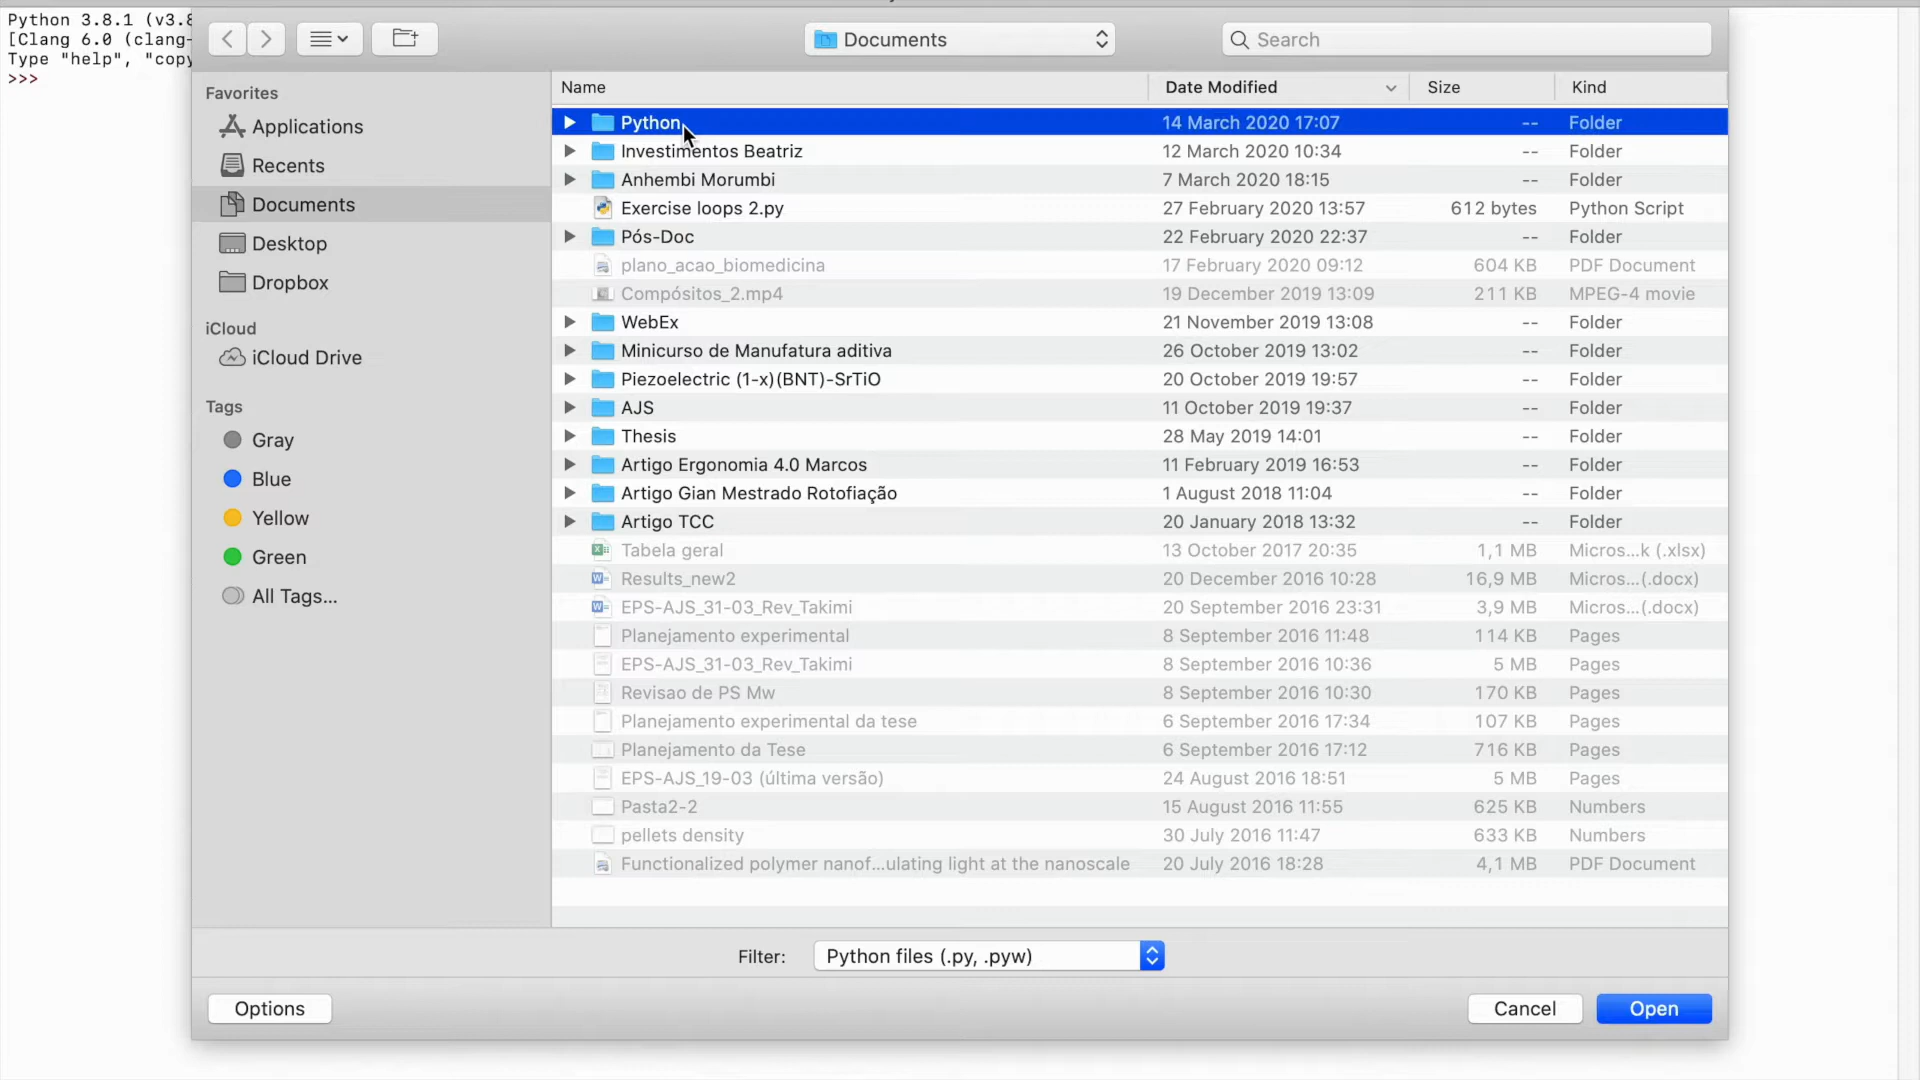 Python 3.8.1 (v3.8
[Clang 6.0 (clang-
Type "help", "copy
>>>
Documents
Search
Favorites
Applications
Recents
Documents
Desktop
Dropbox
iCloud
iCloud Drive
Tags
Gray
Blue
Yellow
Green
All Tags...
Name Date Modified Size Kind
Python 14 March 2020 17:07 -- Folder
Investimentos Beatriz 12 March 2020 10:34 -- Folder
Anhembi Morumbi 7 March 2020 18:15 -- Folder
Exercise loops 2.py 27 February 2020 13:57 612 bytes Python Script
Pós-Doc 22 February 2020 22:37 -- Folder
plano_acao_biomedicina 17 February 2020 09:12 604 KB PDF Document
Compósitos_2.mp4 19 December 2019 13:09 211 KB MPEG-4 movie
WebEx 21 November 2019 13:08 -- Folder
Minicurso de Manufatura aditiva 26 October 2019 13:02 -- Folder
Piezoelectric (1-x)(BNT)-SrTiO 20 October 2019 19:57 -- Folder
AJS 11 October 2019 19:37 -- Folder
Thesis 28 May 2019 14:01 -- Folder
Artigo Ergonomia 4.0 Marcos 11 February 2019 16:53 -- Folder
Artigo Gian Mestrado Rotofiação 1 August 2018 11:04 -- Folder
Artigo TCC 20 January 2018 13:32 -- Folder
Tabela geral 13 October 2017 20:35 1,1 MB Micros...k (.xlsx)
Results_new2 20 December 2016 10:28 16,9 MB Micros...(.docx)
EPS-AJS_31-03_Rev_Takimi 20 September 2016 23:31 3,9 MB Micros...(.docx)
Planejamento experimental 8 September 2016 11:48 114 KB Pages
EPS-AJS_31-03_Rev_Takimi 8 September 2016 10:36 5 MB Pages
Revisao de PS Mw 8 September 2016 10:30 170 KB Pages
Planejamento experimental da tese 6 September 2016 17:34 107 KB Pages
Planejamento da Tese 6 September 2016 17:12 716 KB Pages
EPS-AJS_19-03 (última versão) 24 August 2016 18:51 5 MB Pages
Pasta2-2 15 August 2016 11:55 625 KB Numbers
pellets density 30 July 2016 11:47 633 KB Numbers
Functionalized polymer nanof...ulating light at the nanoscale 20 July 2016 18:28 4,1 MB PDF Document
Filter: Python files (.py, .pyw)
Options Cancel Open